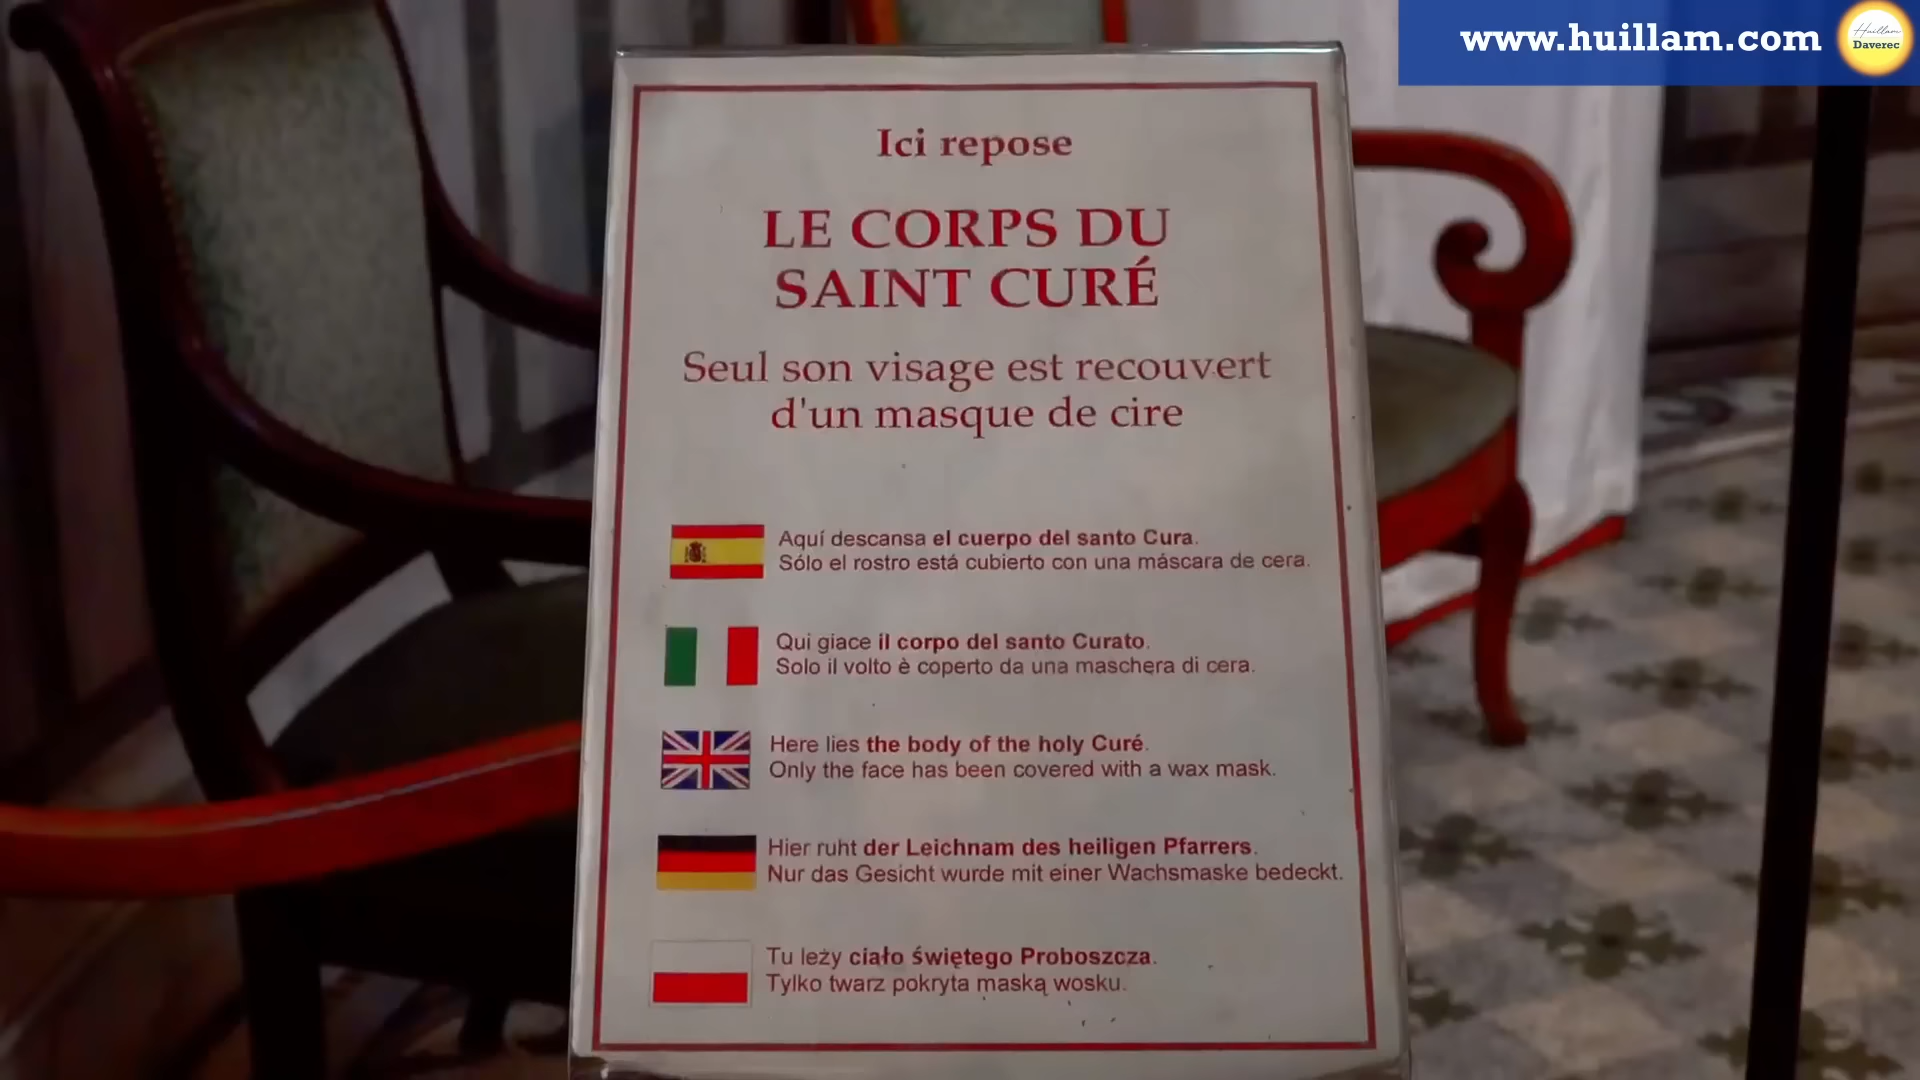 www.huillam.com
Huillam
Daverec
Ici repose
LE CORPS DU
SAINT CURÉ
Seul son visage est recouvert
d'un masque de cire
Aquí descansa el cuerpo del santo Cura.
Sólo el rostro está cubierto con una máscara de cera.
Qui giace il corpo del santo Curato.
Solo il volto è coperto da una maschera di cera.
Here lies the body of the holy Curé.
Only the face has been covered with a wax mask.
Hier ruht der Leichnam des heiligen Pfarrers.
Nur das Gesicht wurde mit einer Wachsmaske bedeckt.
Tu leży ciało świętego Proboszcza.
Tylko twarz pokryta maską wosku.